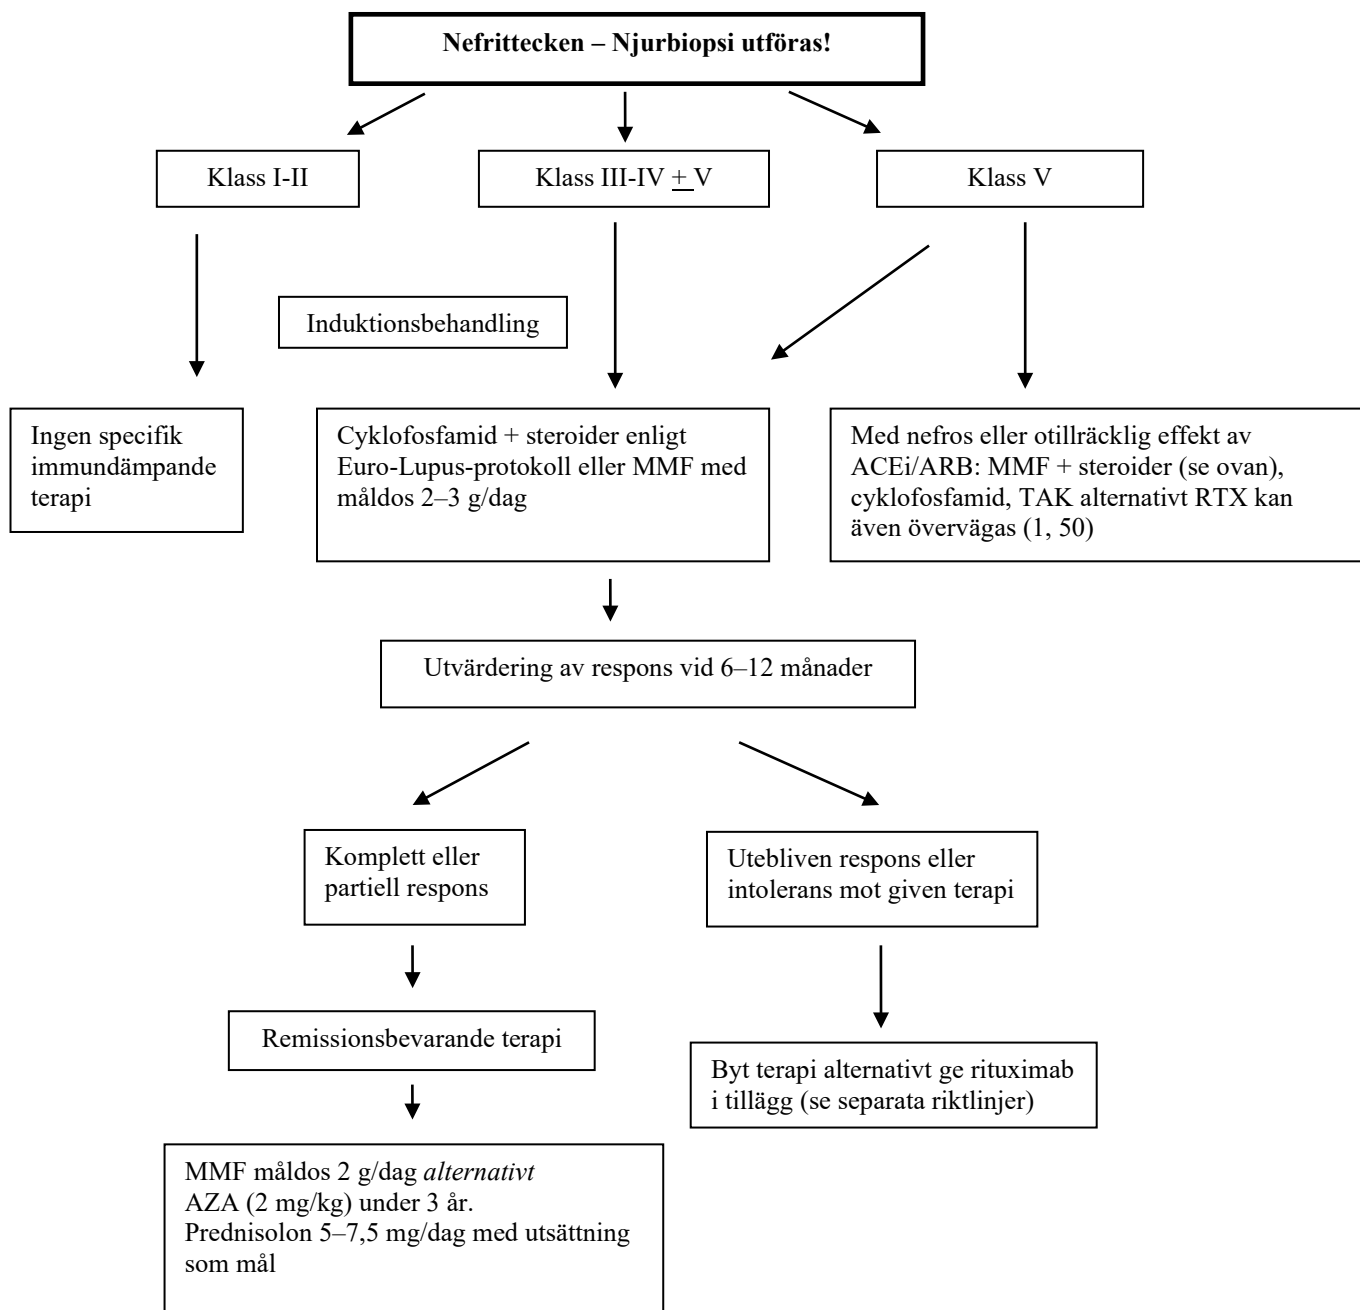 Nefrittecken – Njurbiopsi utföras!
Klass I-II
Klass III-IV + V
Klass V
Induktionsbehandling
Ingen specifik
immundämpande
terapi
Cyklofosfamid + steroider enligt
Euro-Lupus-protokoll eller MMF med
måldos 2–3 g/dag
Med nefros eller otillräcklig effekt av
ACEi/ARB: MMF + steroider (se ovan),
cyklofosfamid, TAK alternativt RTX kan
även övervägas (1, 50)
Utvärdering av respons vid 6–12 månader
Komplett eller
partiell respons
Utebliven respons eller
intolerans mot given terapi
Remissionsbevarande terapi
Byt terapi alternativt ge rituximab
i tillägg (se separata riktlinjer)
MMF måldos 2 g/dag alternativt
AZA (2 mg/kg) under 3 år.
Prednisolon 5–7,5 mg/dag med utsättning
som mål